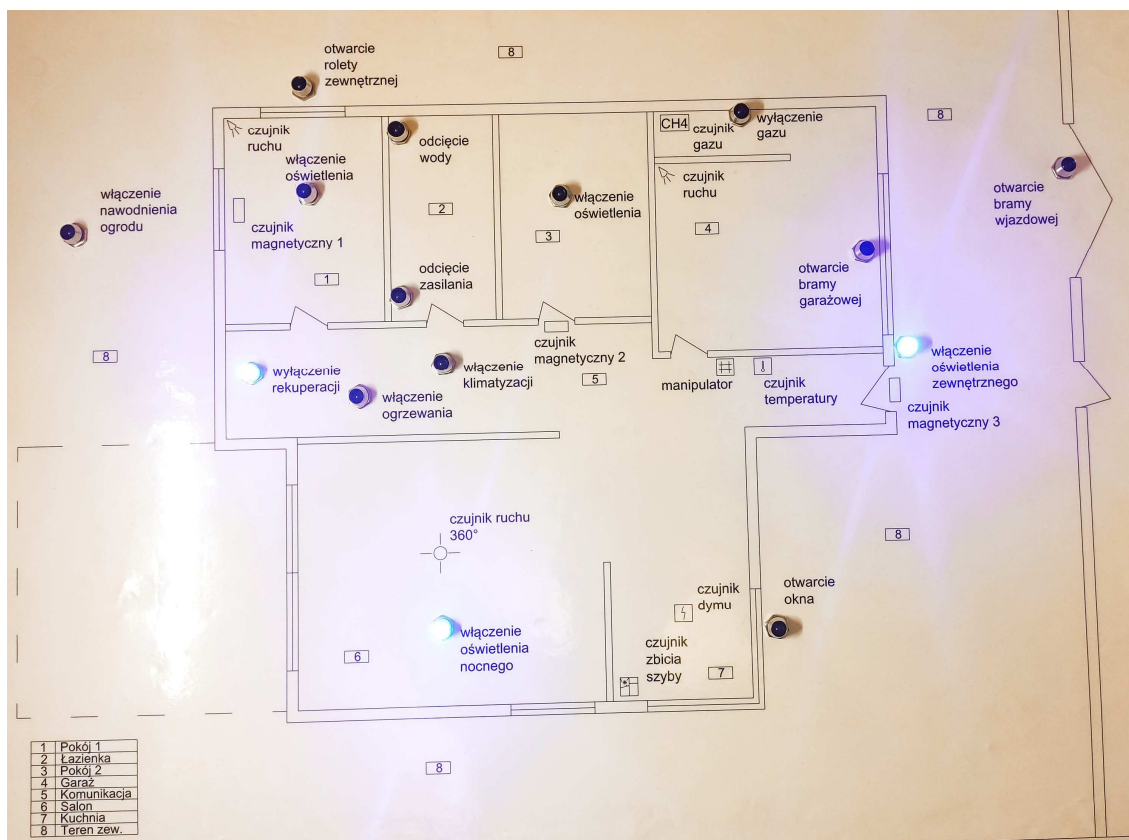 otwarcie
rolety
zewnętrznej
8
czujnik
ruchu
włączenie
oświetlenia
czujnik
magnetyczny 1
1
odcięcie
wody
2
odcięcie
zasilania
włączenie
oświetlenia
3
CH4
czujnik
gazu
wyłączenie
gazu
czujnik
ruchu
4
otwarcie
bramy
garażowej
8
otwarcie
bramy
wjazdowej
włączenie
nawodnienia
ogrodu
8
wyłączenie
rekuperacji
włączenie
ogrzewania
włączenie
klimatyzacji
czujnik
magnetyczny 2
5
manipulator
czujnik
temperatury
włączenie
oświetlenia
zewnętrznego
czujnik
magnetyczny 3
czujnik ruchu
360°
włączenie
oświetlenia
nocnego
6
czujnik
dymu
czujnik
zbicia
szyby
7
otwarcie
okna
8
8
1 Pokój 1
2 Łazienka
3 Pokój 2
4 Garaż
5 Komunikacja
6 Salon
7 Kuchnia
8 Teren zew.